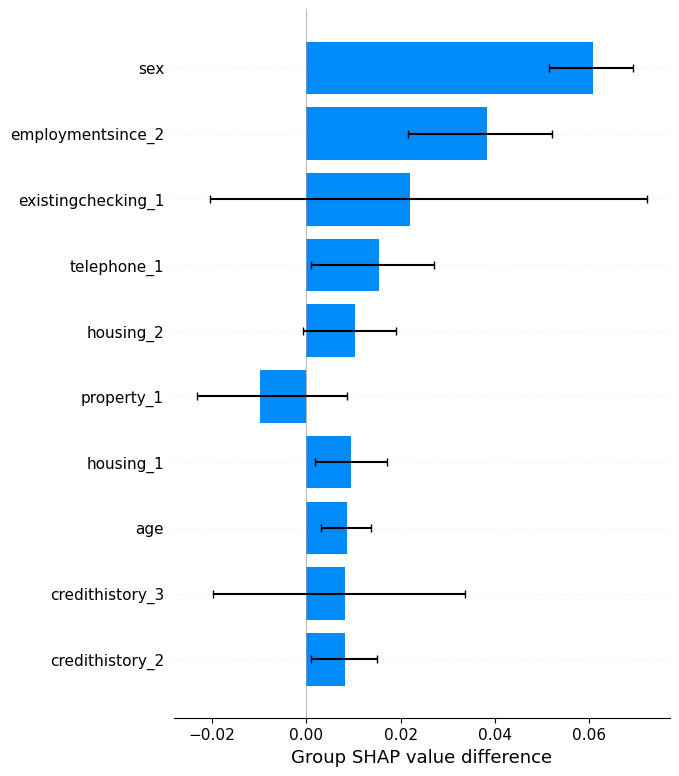 sex
employmentsince_2
existingchecking_1
telephone_1
housing_2
property_1
housing_1
age
credithistory_3
credithistory_2
−0.02 0.00 0.02 0.04 0.06
Group SHAP value difference